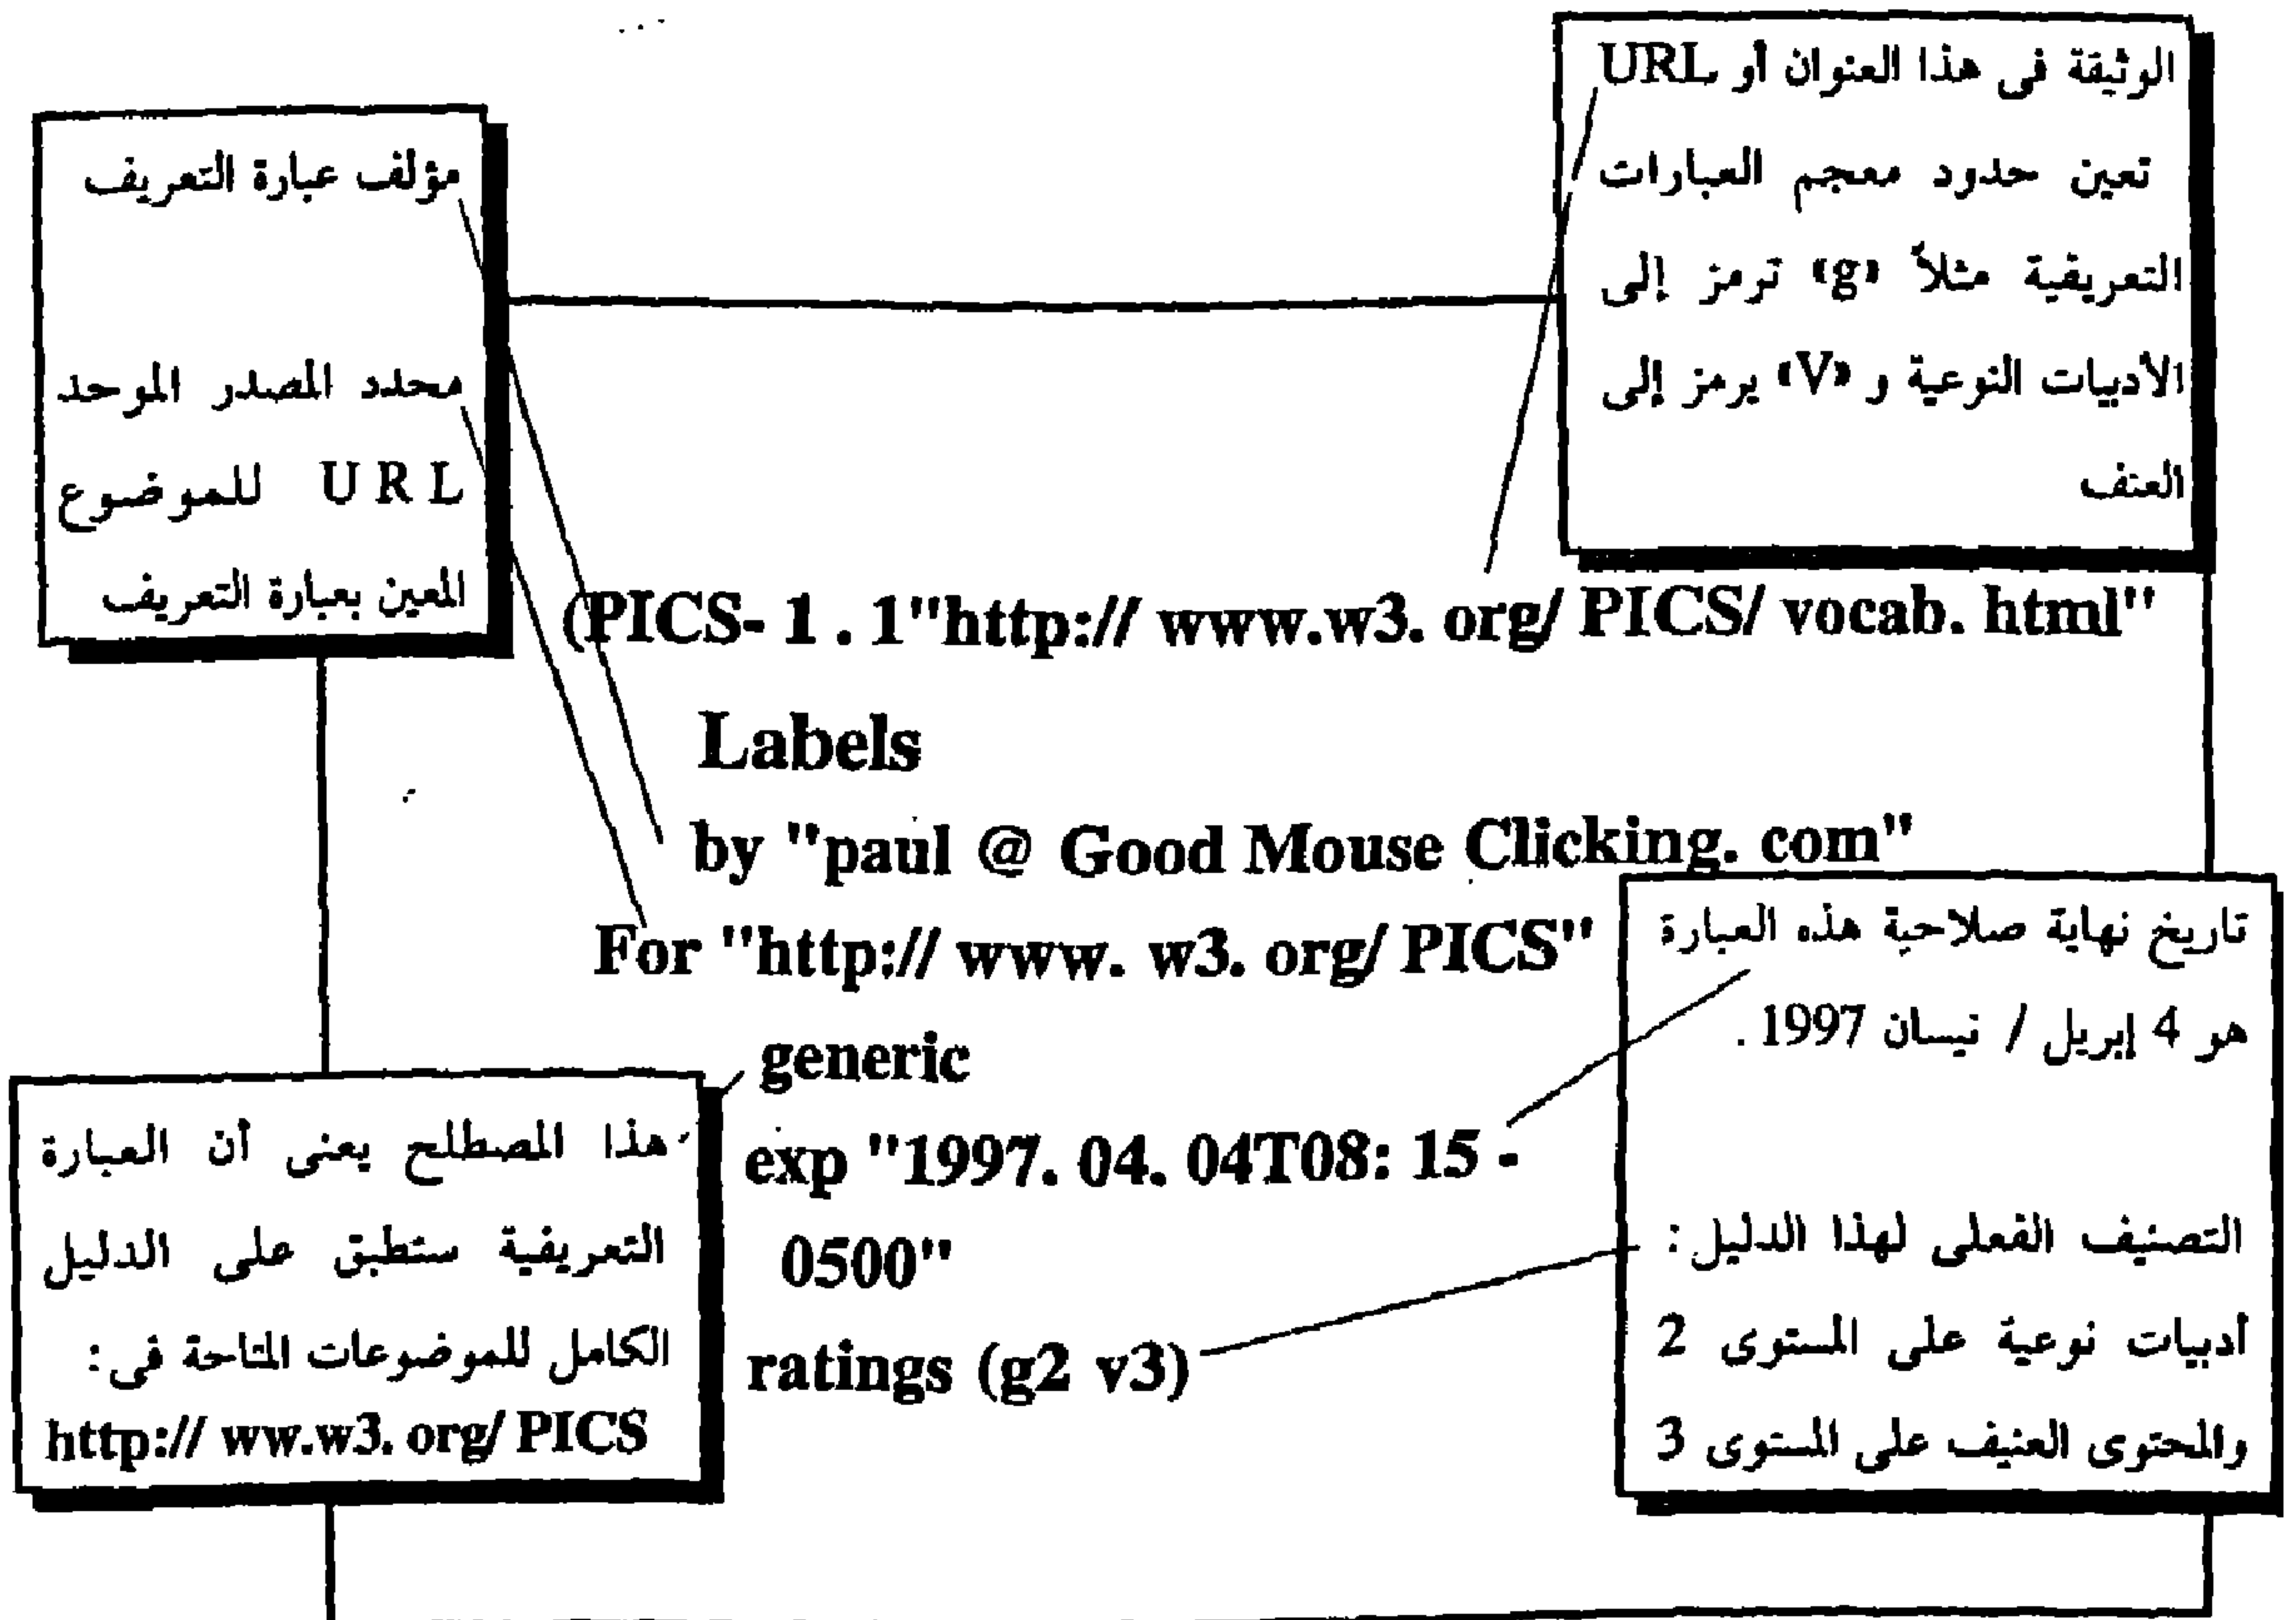 الوثيقة فى هذا العنوان أو URL
تعين حدود معجم العبارات
التعريفية مثلاً «g» ترمز إلى
الأدبيات النوعية و «V» يرمز إلى
العنف
مؤلف عبارة التعريف
محدد المصدر الموحد
URL للموضوع
المعين بعبارة التعريف
(PICS- 1 . 1"http:// www.w3. org/ PICS/ vocab. html"
Labels
by "paul @ Good Mouse Clicking. com"
For "http:// www. w3. org/ PICS"
generic
exp "1997. 04. 04T08: 15 -
0500"
ratings (g2 v3)
تاريخ نهاية صلاحية هذه العبارة
هو 4 إبريل / نيسان 1997 .
التصنيف الفعلى لهذا الدليل :
أدبيات نوعية على المستوى 2
والمحتوى العنيف على المستوى 3
هذا المصطلح يعنى أن العبارة
التعريفية ستطبق على الدليل
الكامل للموضوعات المتاحة فى :
http:// ww.w3. org/ PICS